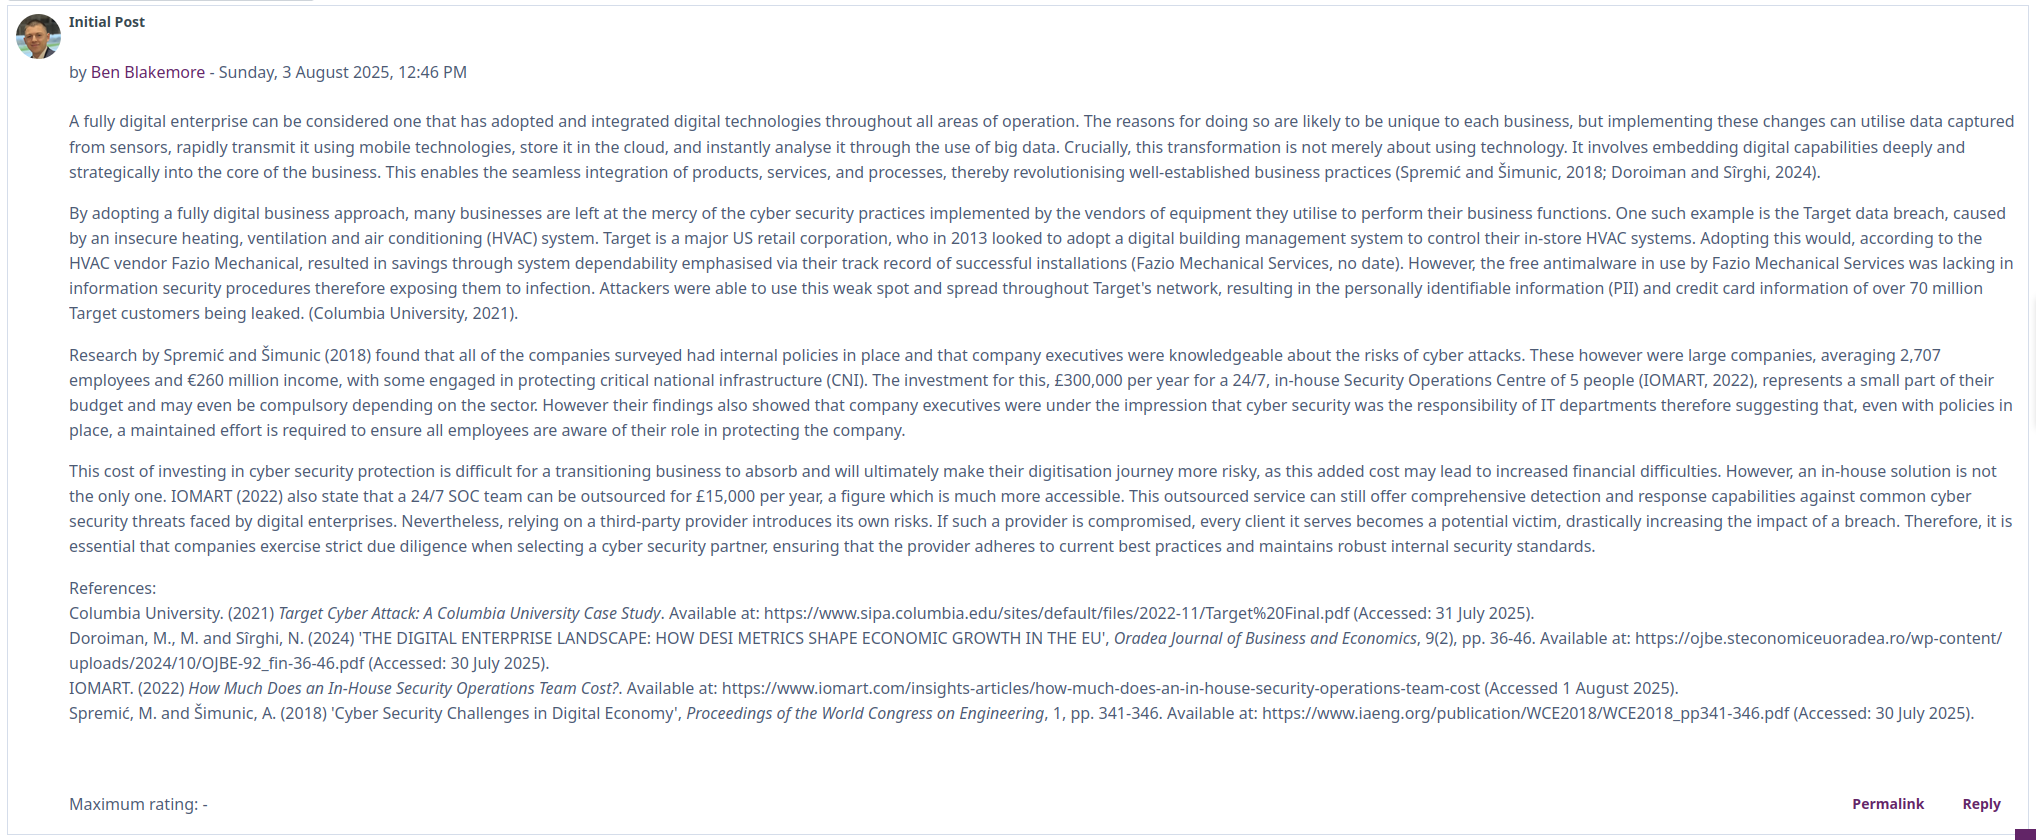 Initial Post
by Ben Blakemore - Sunday, 3 August 2025, 12:46 PM
A fully digital enterprise can be considered one that has adopted and integrated digital technologies throughout all areas of operation. The reasons for doing so are likely to be unique to each business, but implementing these changes can utilise data captured
from sensors, rapidly transmit it using mobile technologies, store it in the cloud, and instantly analyse it through the use of big data. Crucially, this transformation is not merely about using technology. It involves embedding digital capabilities deeply and
strategically into the core of the business. This enables the seamless integration of products, services, and processes, thereby revolutionising well-established business practices (Spremić and Šimunic, 2018; Doroiman and Sîrghi, 2024).
By adopting a fully digital business approach, many businesses are left at the mercy of the cyber security practices implemented by the vendors of equipment they utilise to perform their business functions. One such example is the Target data breach, caused
by an insecure heating, ventilation and air conditioning (HVAC) system. Target is a major US retail corporation, who in 2013 looked to adopt a digital building management system to control their in-store HVAC systems. Adopting this would, according to the
HVAC vendor Fazio Mechanical, resulted in savings through system dependability emphasised via their track record of successful installations (Fazio Mechanical Services, no date). However, the free antimalware in use by Fazio Mechanical Services was lacking in
information security procedures therefore exposing them to infection. Attackers were able to use this weak spot and spread throughout Target's network, resulting in the personally identifiable information (PII) and credit card information of over 70 million
Target customers being leaked. (Columbia University, 2021).
Research by Spremić and Šimunic (2018) found that all of the companies surveyed had internal policies in place and that company executives were knowledgeable about the risks of cyber attacks. These however were large companies, averaging 2,707
employees and €260 million income, with some engaged in protecting critical national infrastructure (CNI). The investment for this, £300,000 per year for a 24/7, in-house Security Operations Centre of 5 people (IOMART, 2022), represents a small part of their
budget and may even be compulsory depending on the sector. However their findings also showed that company executives were under the impression that cyber security was the responsibility of IT departments therefore suggesting that, even with policies in
place, a maintained effort is required to ensure all employees are aware of their role in protecting the company.
This cost of investing in cyber security protection is difficult for a transitioning business to absorb and will ultimately make their digitisation journey more risky, as this added cost may lead to increased financial difficulties. However, an in-house solution is not
the only one. IOMART (2022) also state that a 24/7 SOC team can be outsourced for £15,000 per year, a figure which is much more accessible. This outsourced service can still offer comprehensive detection and response capabilities against common cyber
security threats faced by digital enterprises. Nevertheless, relying on a third-party provider introduces its own risks. If such a provider is compromised, every client it serves becomes a potential victim, drastically increasing the impact of a breach. Therefore, it is
essential that companies exercise strict due diligence when selecting a cyber security partner, ensuring that the provider adheres to current best practices and maintains robust internal security standards.
References:
Columbia University. (2021) Target Cyber Attack: A Columbia University Case Study. Available at: https://www.sipa.columbia.edu/sites/default/files/2022-11/Target%20Final.pdf (Accessed: 31 July 2025).
Doroiman, M., M. and Sîrghi, N. (2024) 'THE DIGITAL ENTERPRISE LANDSCAPE: HOW DESI METRICS SHAPE ECONOMIC GROWTH IN THE EU', Oradea Journal of Business and Economics, 9(2), pp. 36-46. Available at: https://ojbe.steconomiceuoradea.ro/wp-content/
uploads/2024/10/OJBE-92_fin-36-46.pdf (Accessed: 30 July 2025).
IOMART. (2022) How Much Does an In-House Security Operations Team Cost?. Available at: https://www.iomart.com/insights-articles/how-much-does-an-in-house-security-operations-team-cost (Accessed 1 August 2025).
Spremić, M. and Šimunic, A. (2018) 'Cyber Security Challenges in Digital Economy', Proceedings of the World Congress on Engineering, 1, pp. 341-346. Available at: https://www.iaeng.org/publication/WCE2018/WCE2018_pp341-346.pdf (Accessed: 30 July 2025).
Maximum rating: -
Permalink Reply